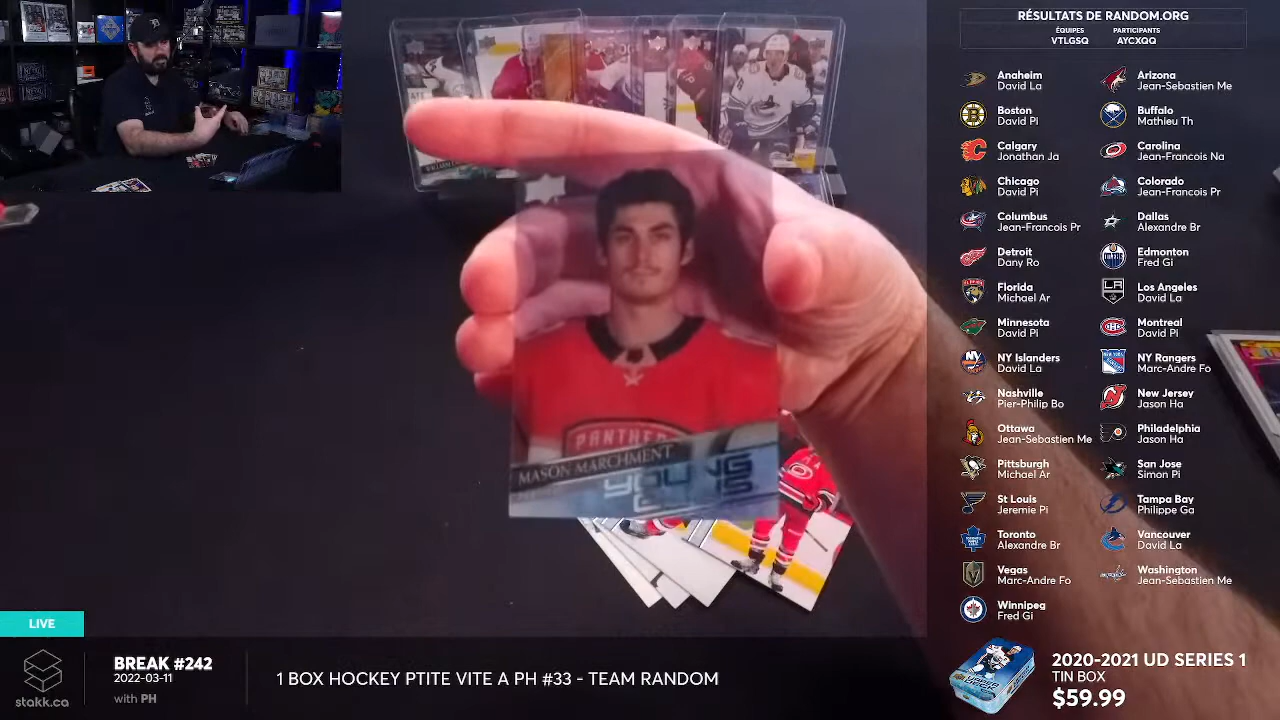 RÉSULTATS DE RANDOM.ORG
ÉQUIPES PARTICIPANTS
VTLGSQ AYCXQQ
Anaheim
David La
Arizona
Jean-Sebastien Me
Boston
David Pi
Buffalo
Mathieu Th
Calgary
Jonathan Ja
Carolina
Jean-Francois Na
Chicago
David Pi
Colorado
Jean-Francois Pr
Columbus
Jean-Francois Pr
Dallas
Alexandre Br
Detroit
Dany Ro
Edmonton
Fred Gi
Florida
Michael Ar
Los Angeles
David La
Minnesota
David Pi
Montreal
David Pi
NY Islanders
David La
NY Rangers
Marc-Andre Fo
Nashville
Pier-Philip Bo
New Jersey
Jason Ha
Ottawa
Jean-Sebastien Me
Philadelphia
Jason Ha
Pittsburgh
Michael Ar
San Jose
Simon Pi
St Louis
Jeremie Pi
Tampa Bay
Philippe Ga
Toronto
Alexandre Br
Vancouver
David La
Vegas
Marc-Andre Fo
Washington
Jean-Sebastien Me
Winnipeg
Fred Gi
PANTHE
MASON MARCHMENT
YOUNG
GUNS
LIVE
stakk.ca
BREAK #242
2022-03-11
with PH
1 BOX HOCKEY PTITE VITE A PH #33 - TEAM RANDOM
2020-2021 UD SERIES 1
TIN BOX
$59.99